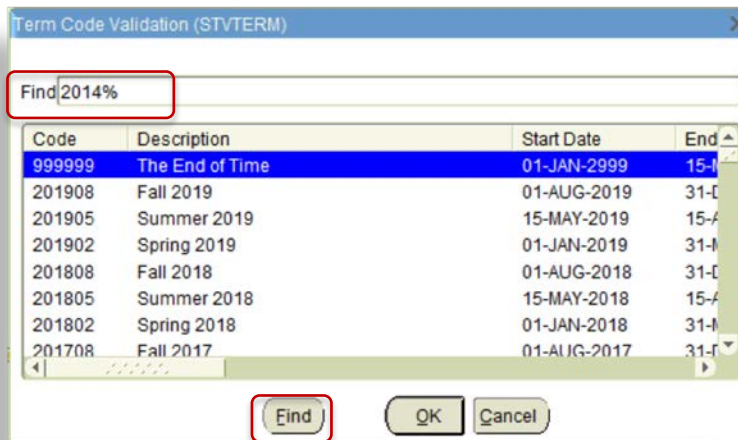 Term Code Validation (STVTERM)
Find 2014%
Code Description Start Date End
999999 The End of Time 01-JAN-2999
201908 Fall 2019 01-AUG-2019
201905 Summer 2019 15-MAY-2019
201902 Spring 2019 01-JAN-2019
201808 Fall 2018 01-AUG-2018
201805 Summer 2018 15-MAY-2018
201802 Spring 2018 01-JAN-2018
201708 Fall 2017 01-AUG-2017
Find OK Cancel